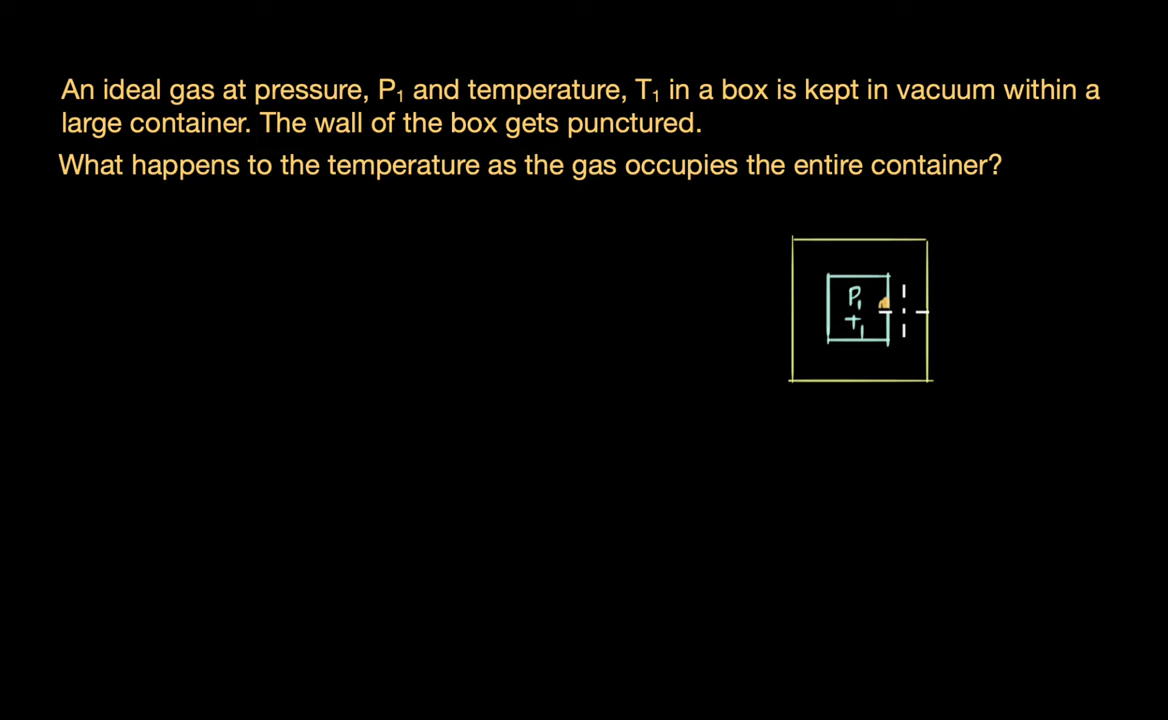 An ideal gas at pressure, P₁ and temperature, T₁ in a box is kept in vacuum within a
large container. The wall of the box gets punctured.
What happens to the temperature as the gas occupies the entire container?
P₁
T₁